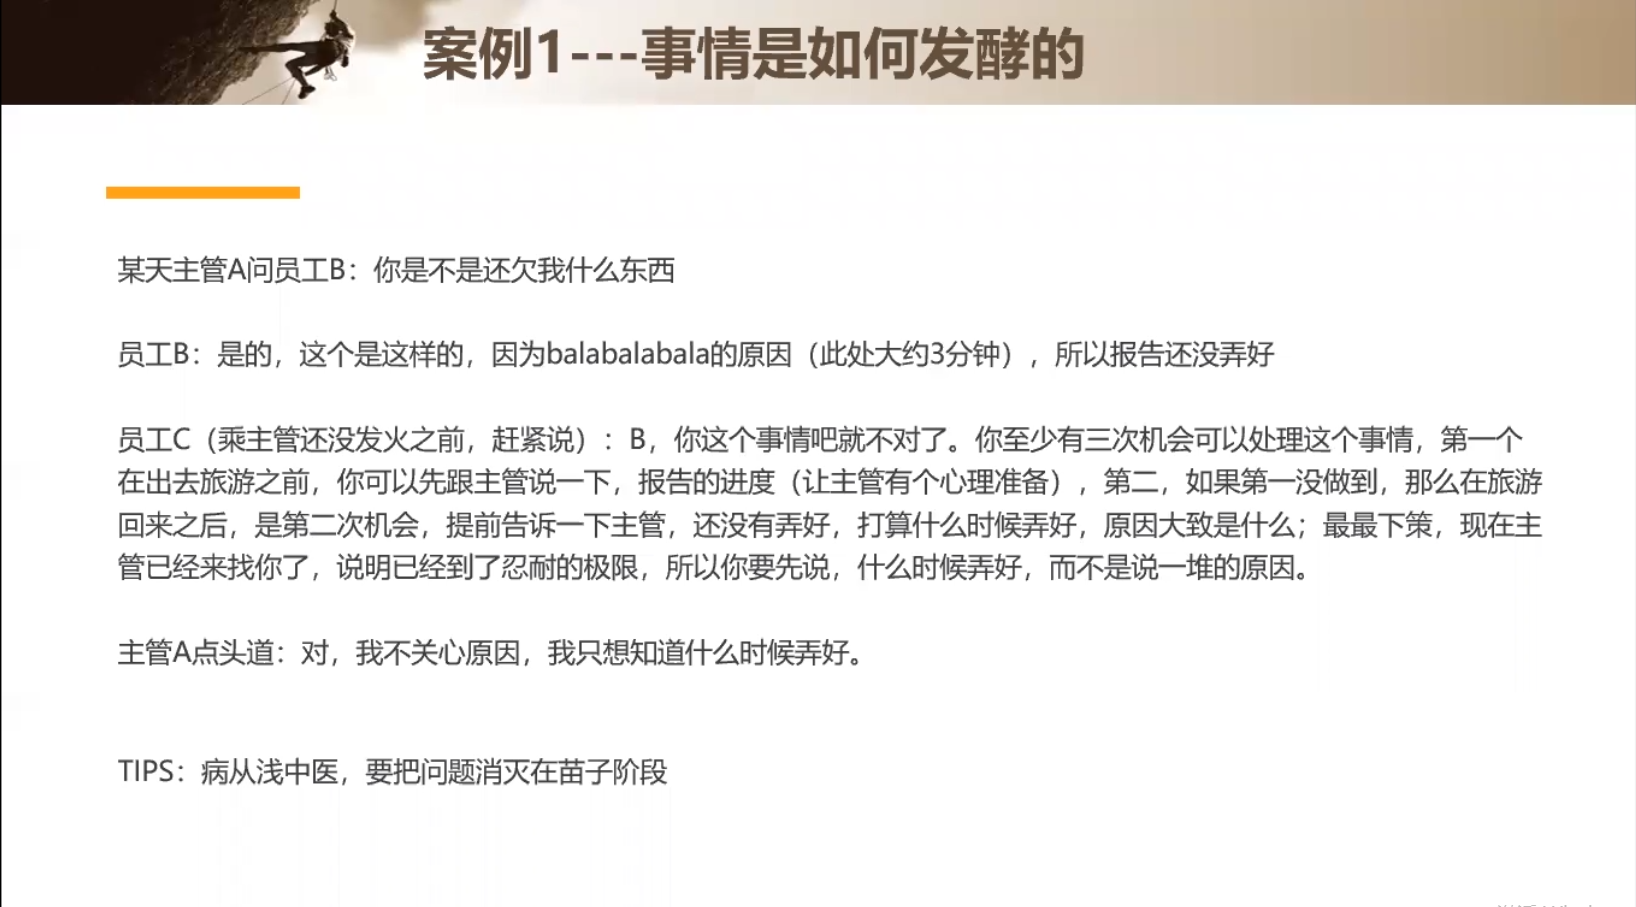 案例1---事情是如何发酵的
某天主管A问员工B：你是不是还欠我什么东西
员工B：是的，这个是这样的，因为balabalabala的原因（此处大约3分钟），所以报告还没弄好
员工C（乘主管还没发火之前，赶紧说）：B，你这个事情吧就不对了。你至少有三次机会可以处理这个事情，第一个
在出去旅游之前，你可以先跟主管说一下，报告的进度（让主管有个心理准备），第二，如果第一没做到，那么在旅游
回来之后，是第二次机会，提前告诉一下主管，还没有弄好，打算什么时候弄好，原因大致是什么；最最下策，现在主
管已经来找你了，说明已经到了忍耐的极限，所以你要先说，什么时候弄好，而不是说一堆的原因。
主管A点头道：对，我不关心原因，我只想知道什么时候弄好。
TIPS：病从浅中医，要把问题消灭在苗子阶段